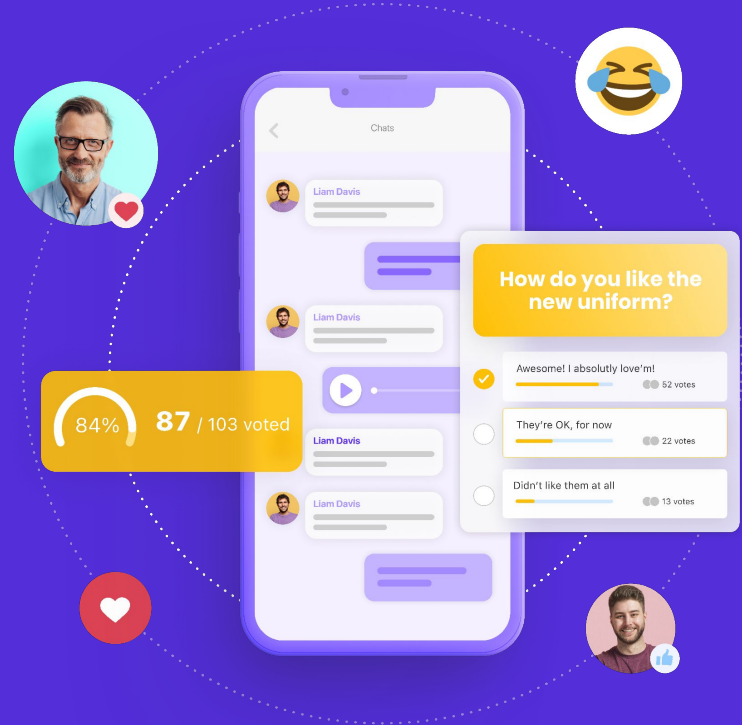 Chats
Liam Davis
Liam Davis
Liam Davis
Liam Davis
84%
87 / 103 voted
How do you like the
new uniform?
Awesome! I absolutly love'm!
52 votes
They're OK, for now
22 votes
Didn't like them at all
13 votes